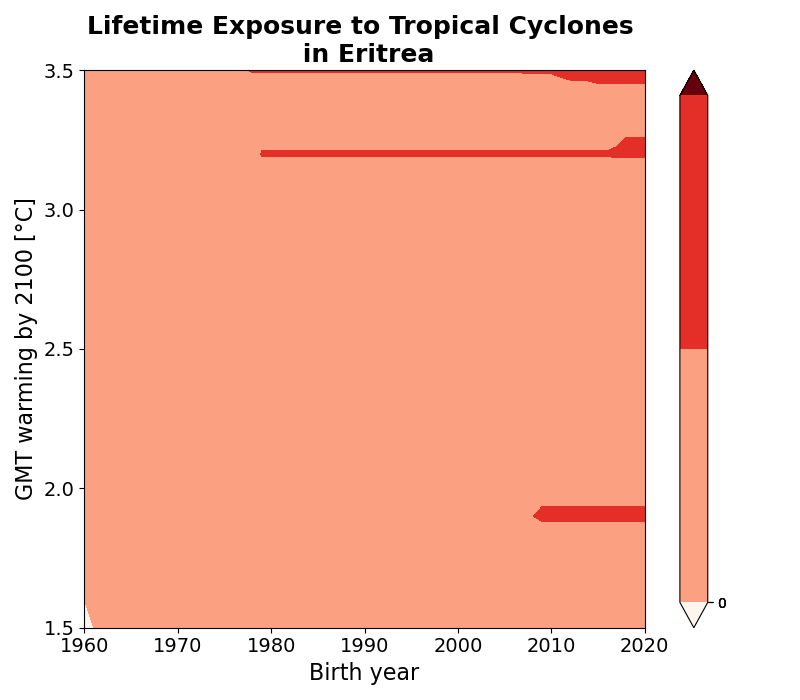 Lifetime Exposure to Tropical Cyclones
in Eritrea
3.5
3.0
2.5
2.0
1.5
GMT warming by 2100 [°C]
1960 1970 1980 1990 2000 2010 2020
Birth year
0